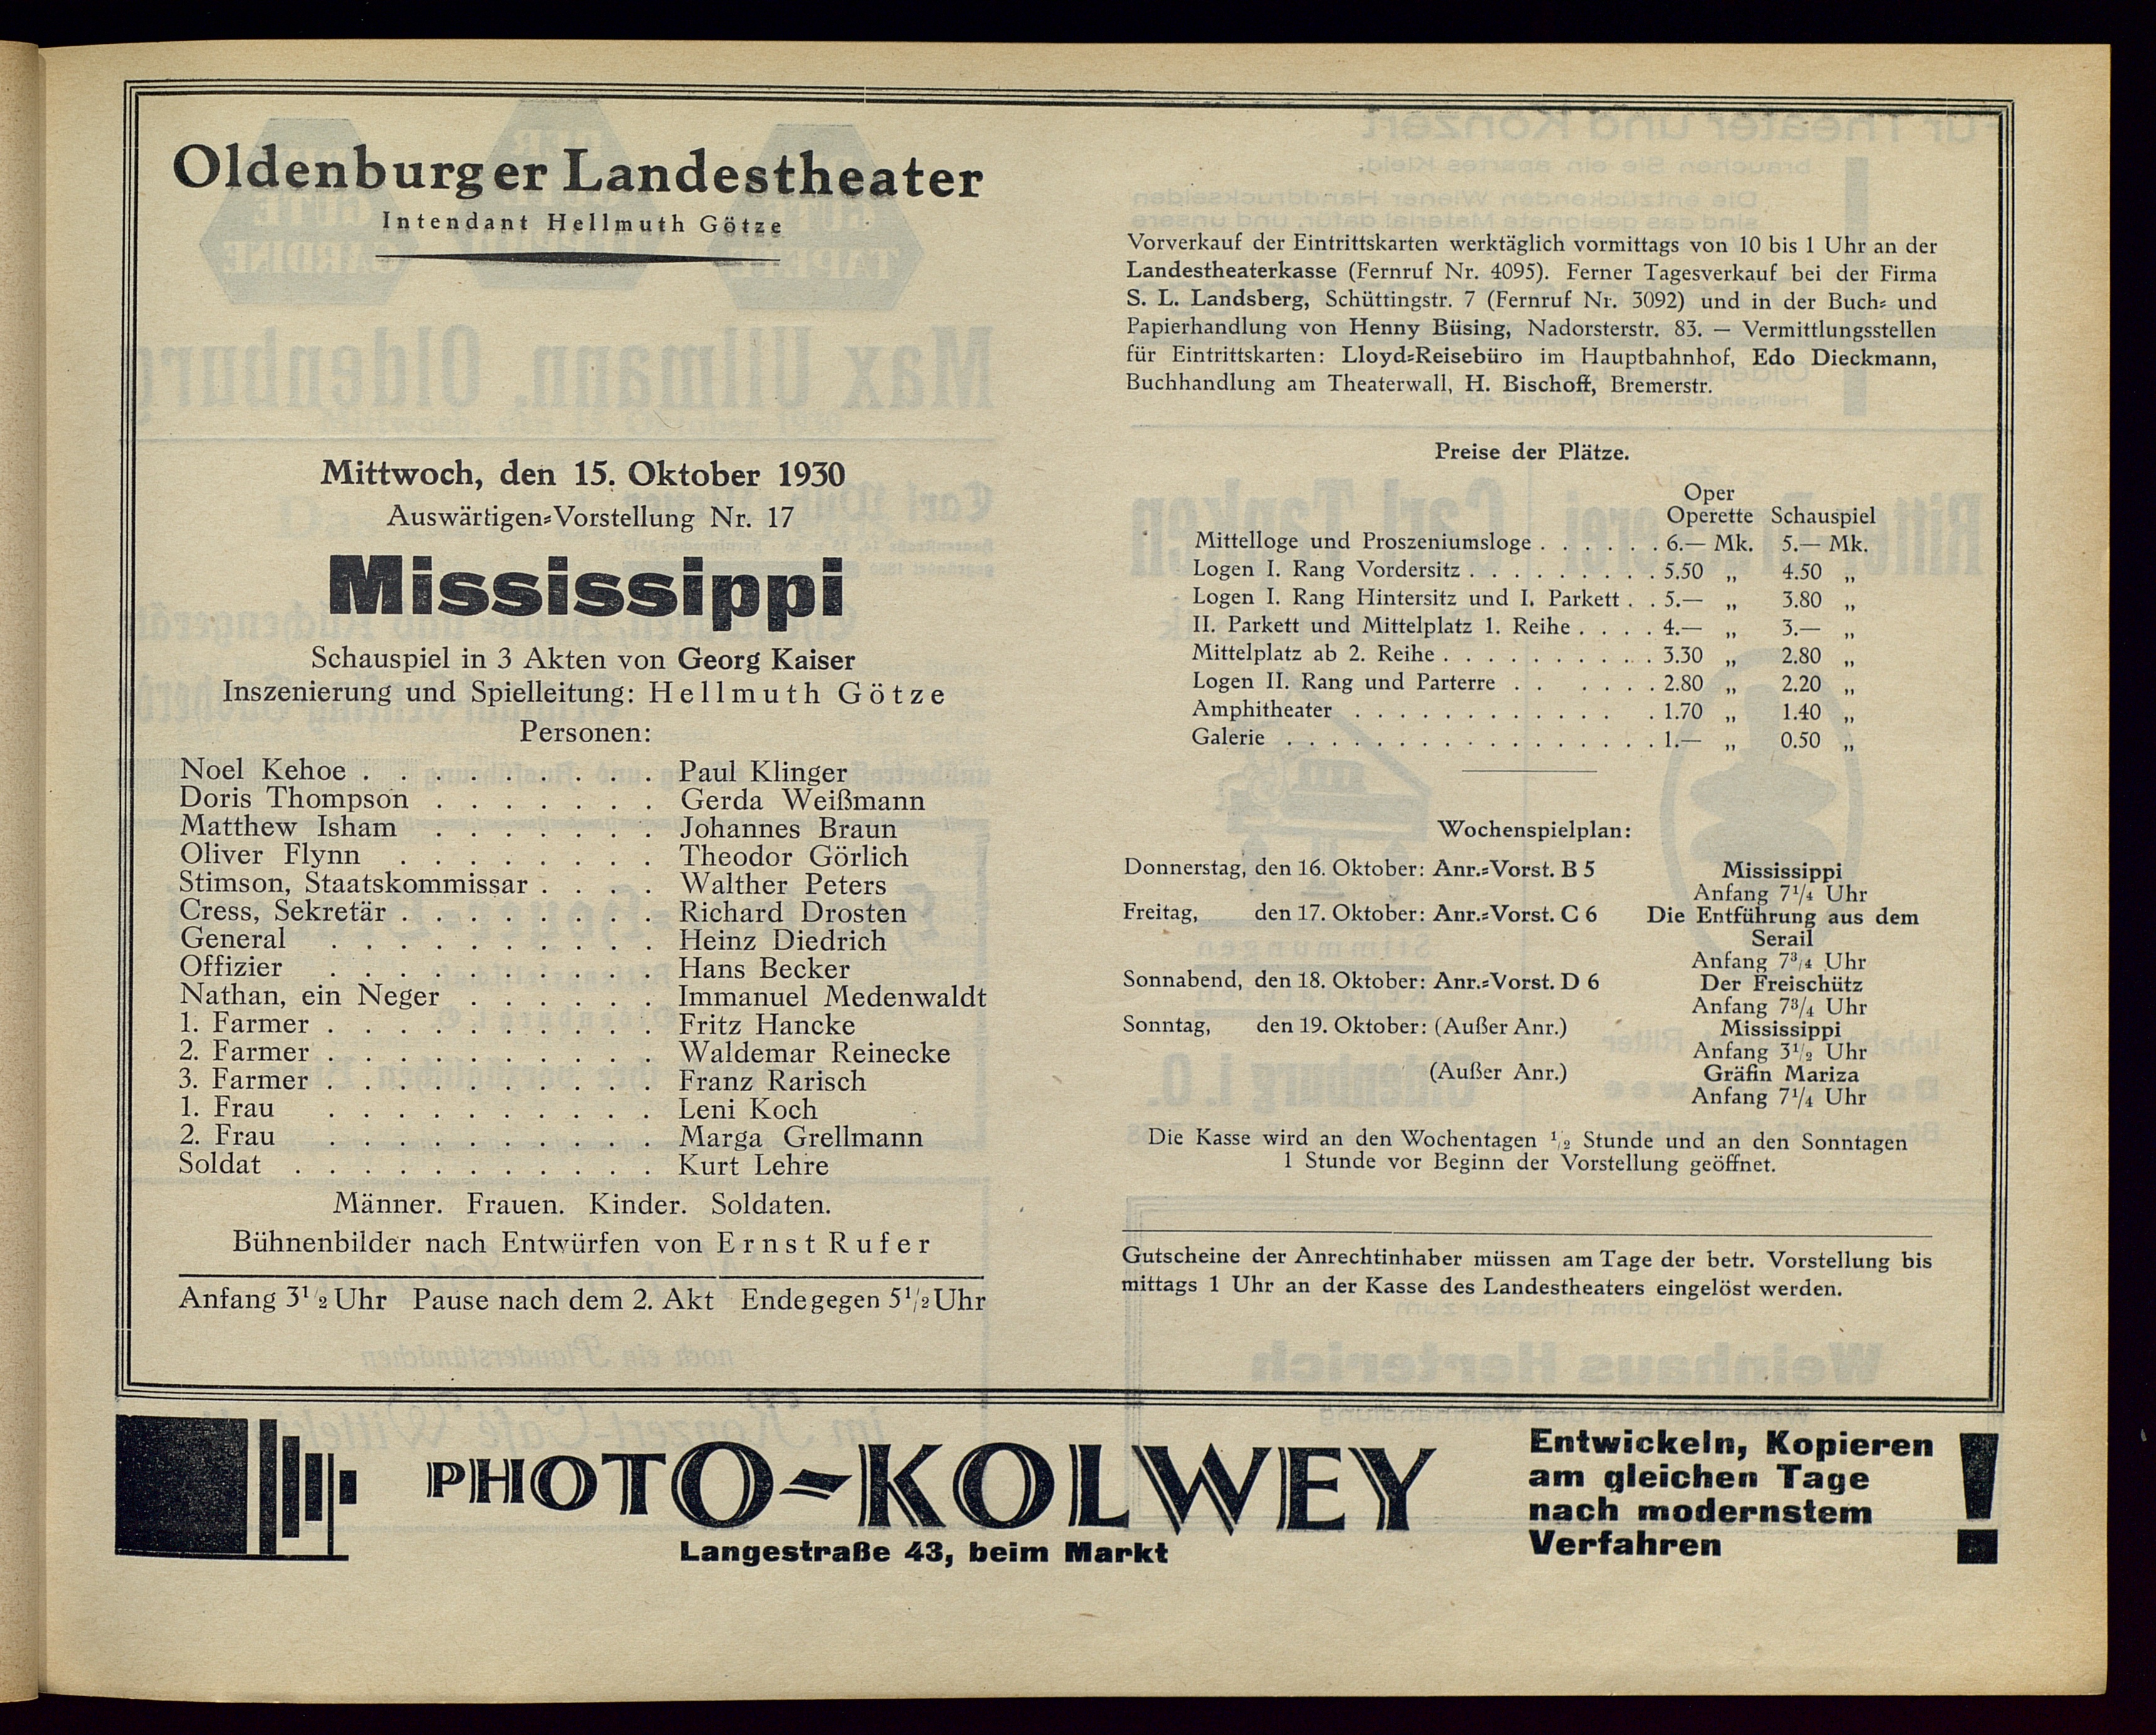 Oldenburger Landestheater
Intendant Hellmuth Götze
Mittwoch, den 15. Oktober 1930
Auswärtigen=Vorstellung Nr. 17
Mississippi
Schauspiel in 3 Akten von Georg Kaiser
Inszenierung und Spielleitung: Hellmuth Götze
Personen:
Noel Kehoe . . . . . . . . . Paul Klinger
Doris Thompson . . . . . . . Gerda Weißmann
Matthew Isham . . . . . . . Johannes Braun
Oliver Flynn . . . . . . . . Theodor Görlich
Stimson, Staatskommissar . . . . Walther Peters
Cress, Sekretär . . . . . . . . Richard Drosten
General . . . . . . . . . . Heinz Diedrich
Offizier . . . . . . . . . . Hans Becker
Nathan, ein Neger . . . . . . Immanuel Medenwaldt
1. Farmer . . . . . . . . . . Fritz Hancke
2. Farmer . . . . . . . . . . Waldemar Reinecke
3. Farmer . . . . . . . . . . Franz Rarisch
1. Frau . . . . . . . . . . Leni Koch
2. Frau . . . . . . . . . . Marga Grellmann
Soldat . . . . . . . . . . . Kurt Lehre
Männer. Frauen. Kinder. Soldaten.
Bühnenbilder nach Entwürfen von Ernst Rufer
Anfang 3 1/2 Uhr Pause nach dem 2. Akt Ende gegen 5 1/2 Uhr
Vorverkauf der Eintrittskarten werktäglich vormittags von 10 bis 1 Uhr an der
Landestheaterkasse (Fernruf Nr. 4095). Ferner Tagesverkauf bei der Firma
S. L. Landsberg, Schüttingstr. 7 (Fernruf Nr. 3092) und in der Buch= und
Papierhandlung von Henny Büsing, Nadorsterstr. 83. — Vermittlungsstellen
für Eintrittskarten: Lloyd=Reisebüro im Hauptbahnhof, Edo Dieckmann,
Buchhandlung am Theaterwall, H. Bischoff, Bremerstr.
Preise der Plätze.
Oper
Operette Schauspiel
Mittelloge und Proszeniumsloge . . . . . . 6.— Mk. 5.— Mk.
Logen I. Rang Vordersitz . . . . . . . . . 5.50 „ 4.50 „
Logen I. Rang Hintersitz und I. Parkett . . 5.— „ 3.80 „
II. Parkett und Mittelplatz 1. Reihe . . . . 4.— „ 3.— „
Mittelplatz ab 2. Reihe . . . . . . . . . . 3.30 „ 2.80 „
Logen II. Rang und Parterre . . . . . . 2.80 „ 2.20 „
Amphitheater . . . . . . . . . . . . 1.70 „ 1.40 „
Galerie . . . . . . . . . . . . . . . . 1.— „ 0.50 „
Wochenspielplan:
Donnerstag, den 16. Oktober: Anr.=Vorst. B 5 Mississippi
Anfang 7 1/4 Uhr
Freitag, den 17. Oktober: Anr.=Vorst. C 6 Die Entführung aus dem
Serail
Anfang 7 3/4 Uhr
Sonnabend, den 18. Oktober: Anr.=Vorst. D 6 Der Freischütz
Anfang 7 3/4 Uhr
Sonntag, den 19. Oktober: (Außer Anr.) Mississippi
Anfang 3 1/2 Uhr
(Außer Anr.) Gräfin Mariza
Anfang 7 1/4 Uhr
Die Kasse wird an den Wochentagen 1/2 Stunde und an den Sonntagen
1 Stunde vor Beginn der Vorstellung geöffnet.
Gutscheine der Anrechtinhaber müssen am Tage der betr. Vorstellung bis
mittags 1 Uhr an der Kasse des Landestheaters eingelöst werden.
PHOTO=KOLWEY
Langestraße 43, beim Markt
Entwickeln, Kopieren
am gleichen Tage
nach modernstem
Verfahren !